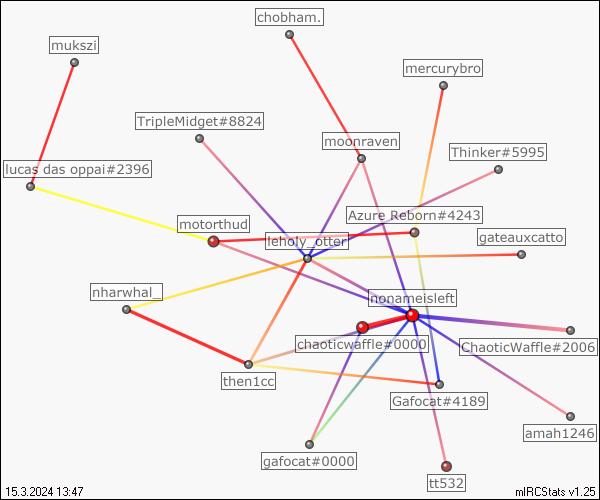 chobham.
mukszi
mercurybro
TripleMidget#8824
moonraven
Thinker#5995
lucas das oppai#2396
Azure Reborn#4243
motorthud
leholy_otter
gateauxcatto
nharwhal_
nonameisleft
chaoticwaffle#0000
ChaoticWaffle#2006
then1cc
Gafocat#4189
amah1246
gafocat#0000
tt532
15.3.2024 13:47
mIRCStats v1.25